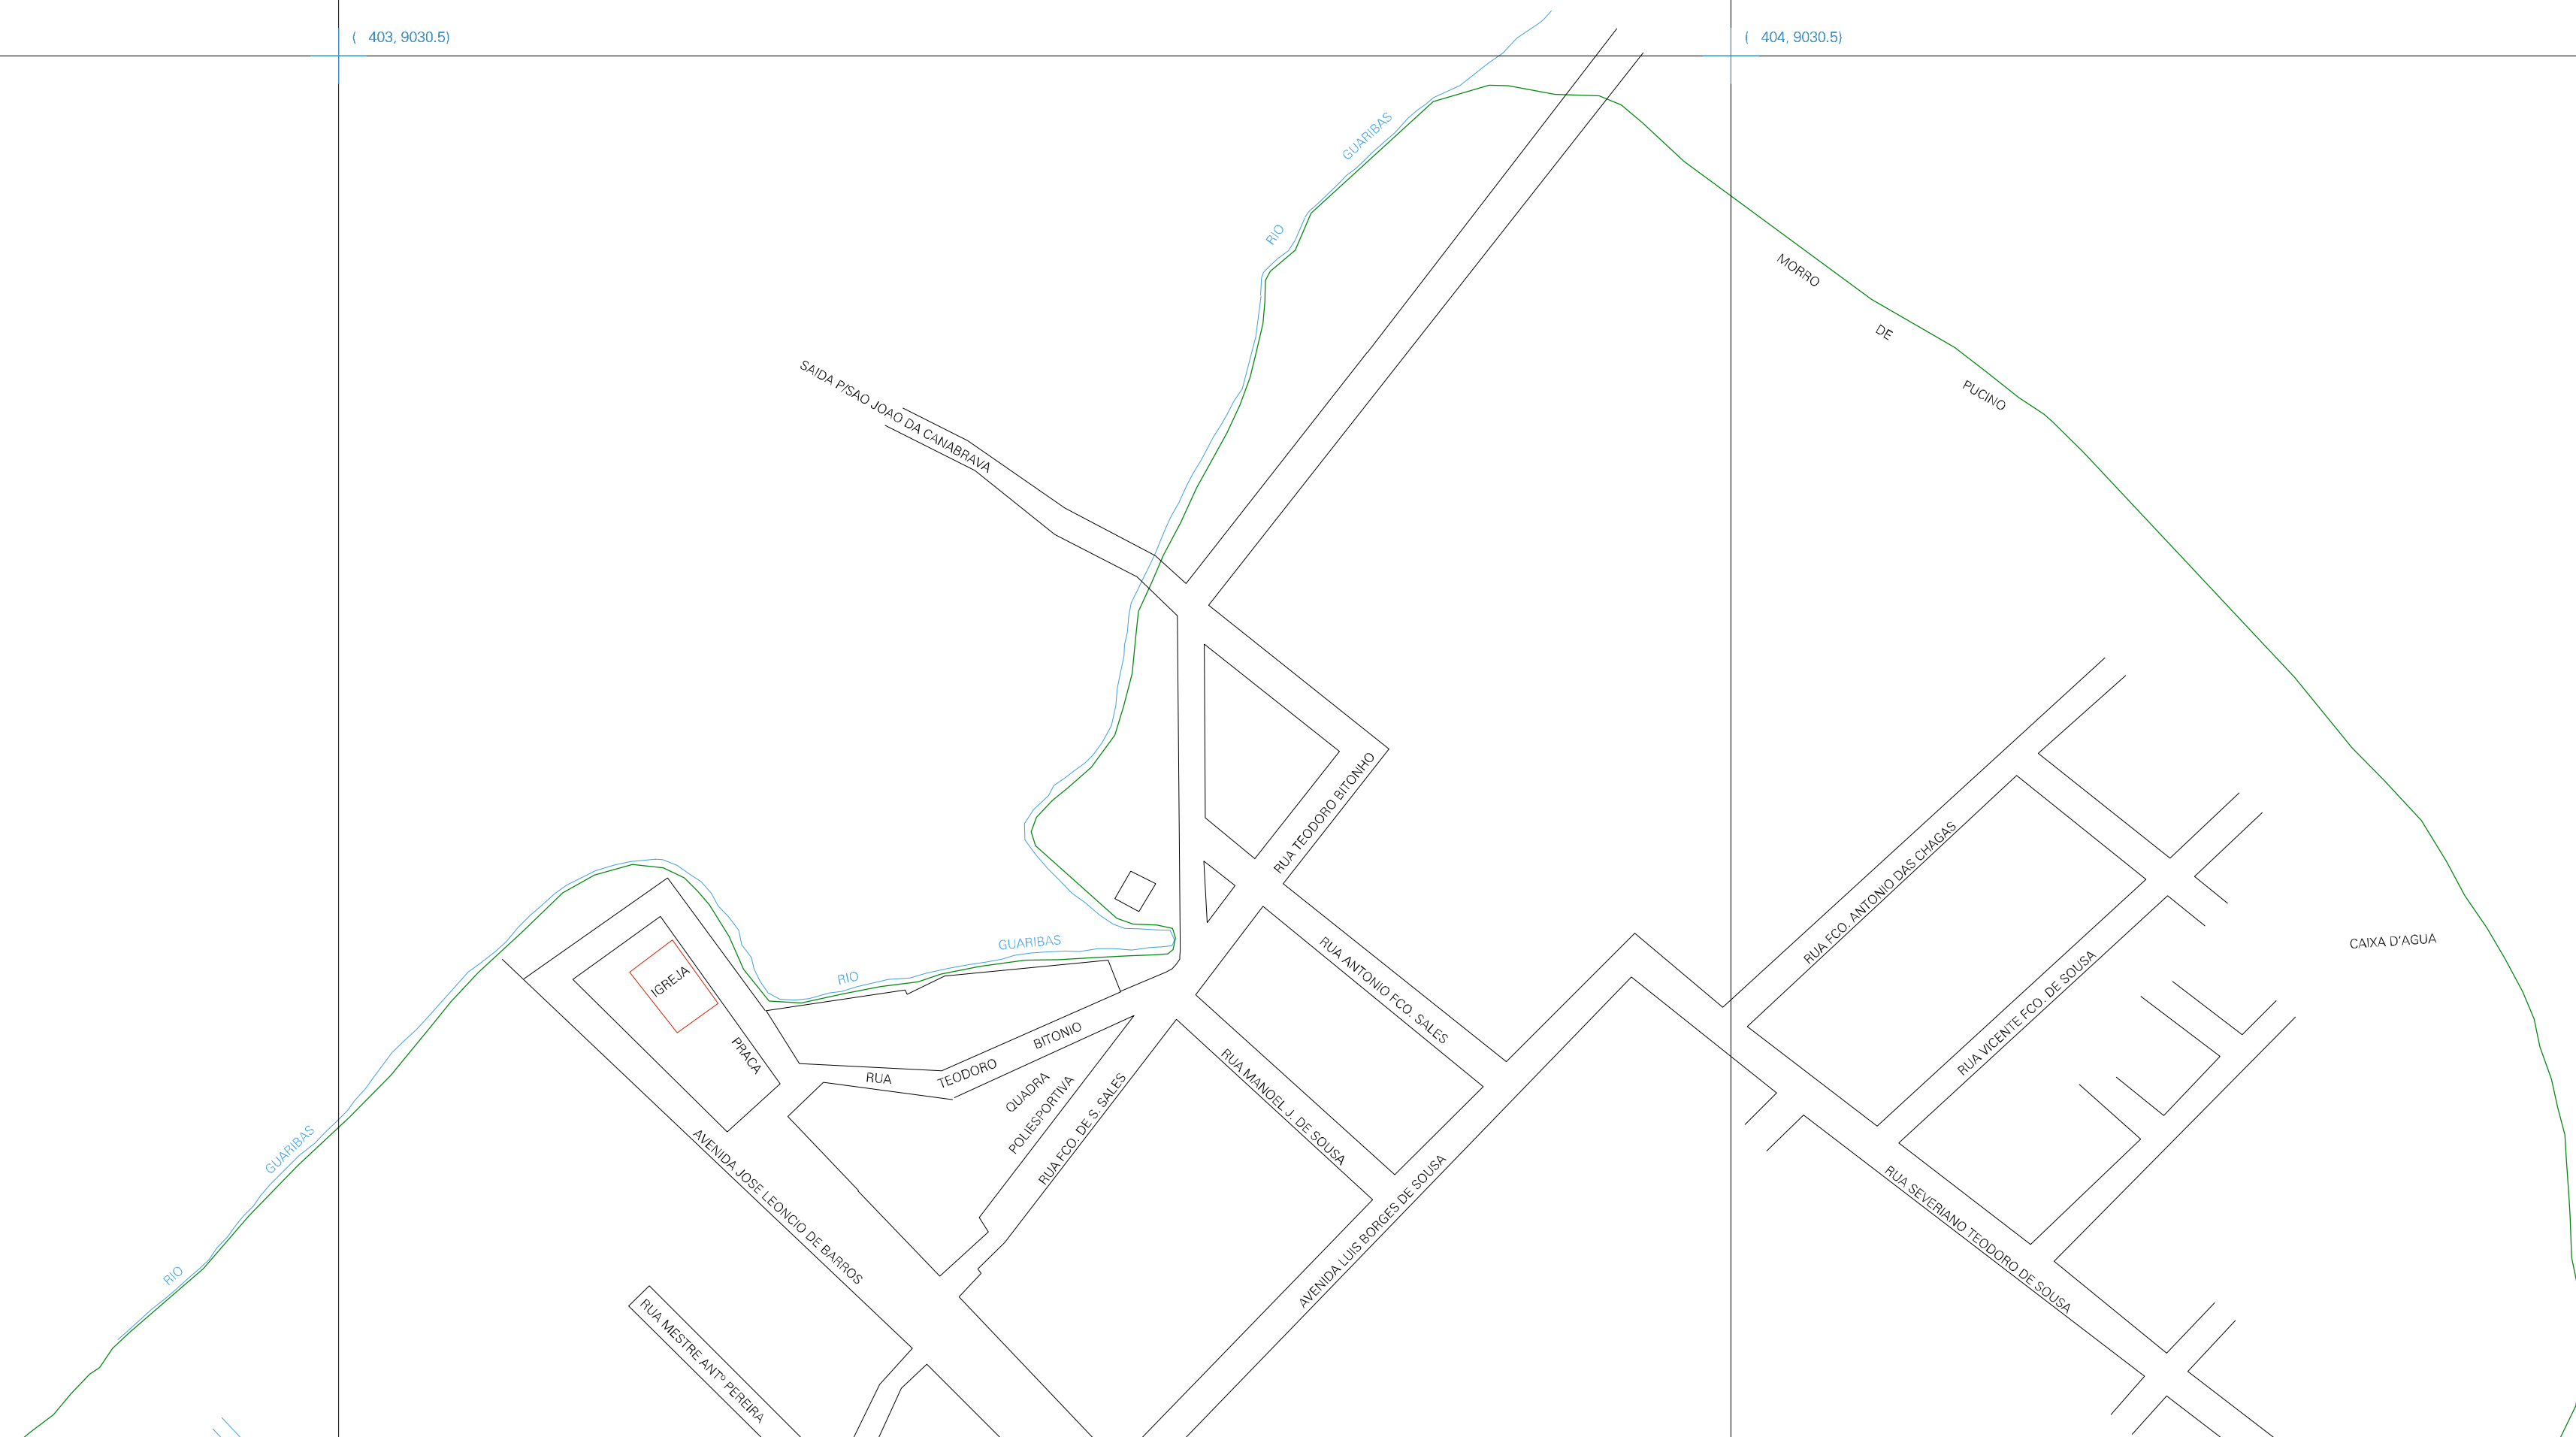 ( 403, 9030.5)
( 404, 9030.5)
GUARIBAS
RIO
MORRO
DE
PUCINO
SAIDA P/SAO JOAO DA CANABRAVA
RUA TEODORO BITONHO
RUA FCO. ANTONIO DAS CHAGAS
CAIXA D'AGUA
GUARIBAS
RIO
IGREJA
PRACA
RUA ANTONIO FCO. SALES
RUA VICENTE FCO. DE SOUSA
RUA
TEODORO
BITONIO
QUADRA
POLIESPORTIVA
RUA FCO. DE S. SALES
RUA MANOEL J. DE SOUSA
GUARIBAS
RIO
AVENIDA JOSE LEONCIO DE BARROS
AVENIDA LUIS BORGES DE SOUSA
RUA SEVERIANO TEODORO DE SOUSA
RUA MESTRE ANTº PEREIRA